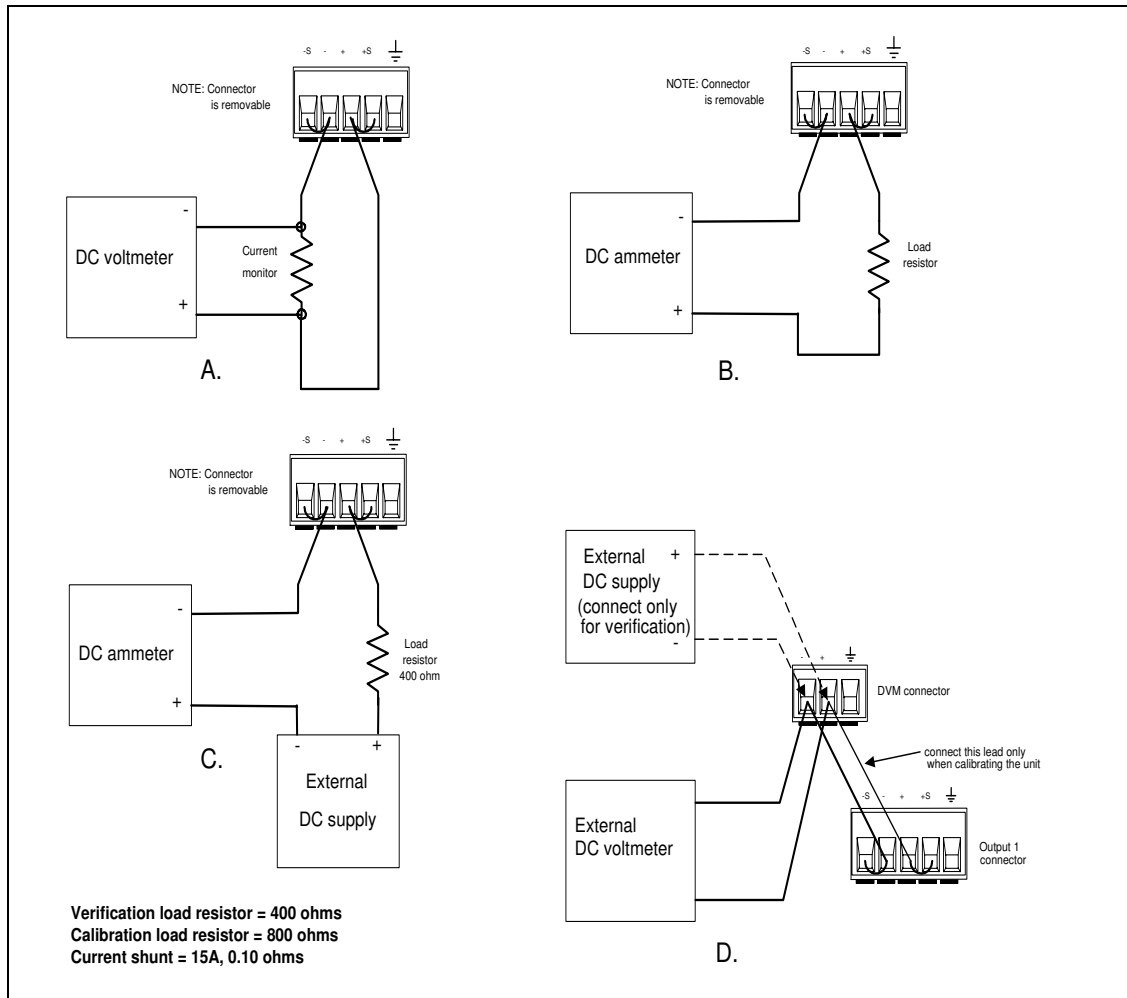 -S - + +S
NOTE: Connector
is removable
-
DC voltmeter
+
Current
monitor
A.
-S - + +S
NOTE: Connector
is removable
-
DC ammeter
+
Load
resistor
B.
-S - + +S
NOTE: Connector
is removable
-
DC ammeter
+
Load
resistor
400 ohm
- +
External
DC supply
C.
External +
DC supply
(connect only
for verification)
-
- +
DVM connector
connect this lead only
when calibrating the unit
-S - + +S
Output 1
connector
External
DC voltmeter
D.
Verification load resistor = 400 ohms
Calibration load resistor = 800 ohms
Current shunt = 15A, 0.10 ohms